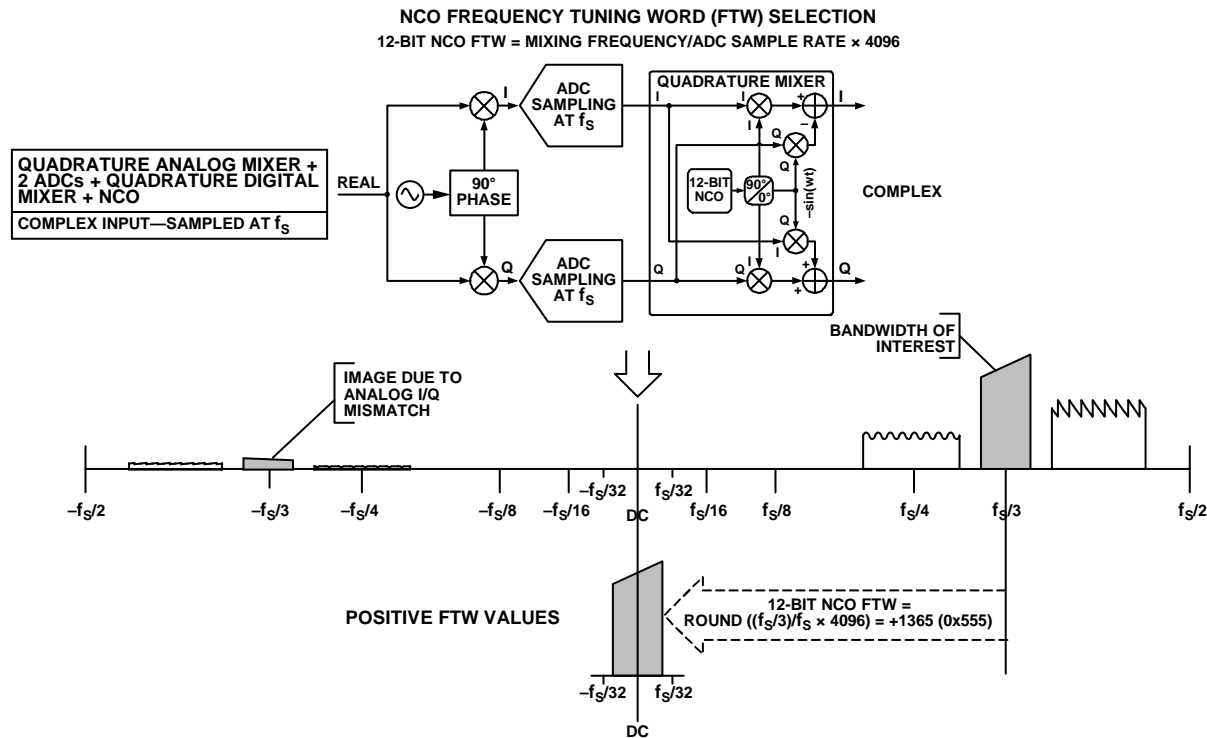 NCO FREQUENCY TUNING WORD (FTW) SELECTION
12-BIT NCO FTW = MIXING FREQUENCY/ADC SAMPLE RATE × 4096
QUADRATURE ANALOG MIXER +
2 ADCs + QUADRATURE DIGITAL
MIXER + NCO
COMPLEX INPUT—SAMPLED AT fS
REAL
90°
PHASE
I
ADC
SAMPLING
AT fS
Q
ADC
SAMPLING
AT fS
QUADRATURE MIXER
I
I
I
+
–
I
Q
Q
12-BIT
NCO
90°
0°
–sin(wt)
Q
I
I
Q
Q
+
+
Q
COMPLEX
BANDWIDTH OF
INTEREST
IMAGE DUE TO
ANALOG I/Q
MISMATCH
–fS/2
–fS/3
–fS/4
–fS/8
–fS/16
–fS/32
DC
fS/32
fS/16
fS/8
fS/4
fS/3
fS/2
POSITIVE FTW VALUES
12-BIT NCO FTW =
ROUND ((fS/3)/fS × 4096) = +1365 (0x555)
–fS/32
fS/32
DC